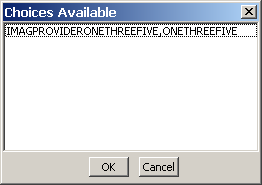 Choices Available
IMAGPROVIDERONETHREEFIVE,ONETHREEFIVE
OK Cancel